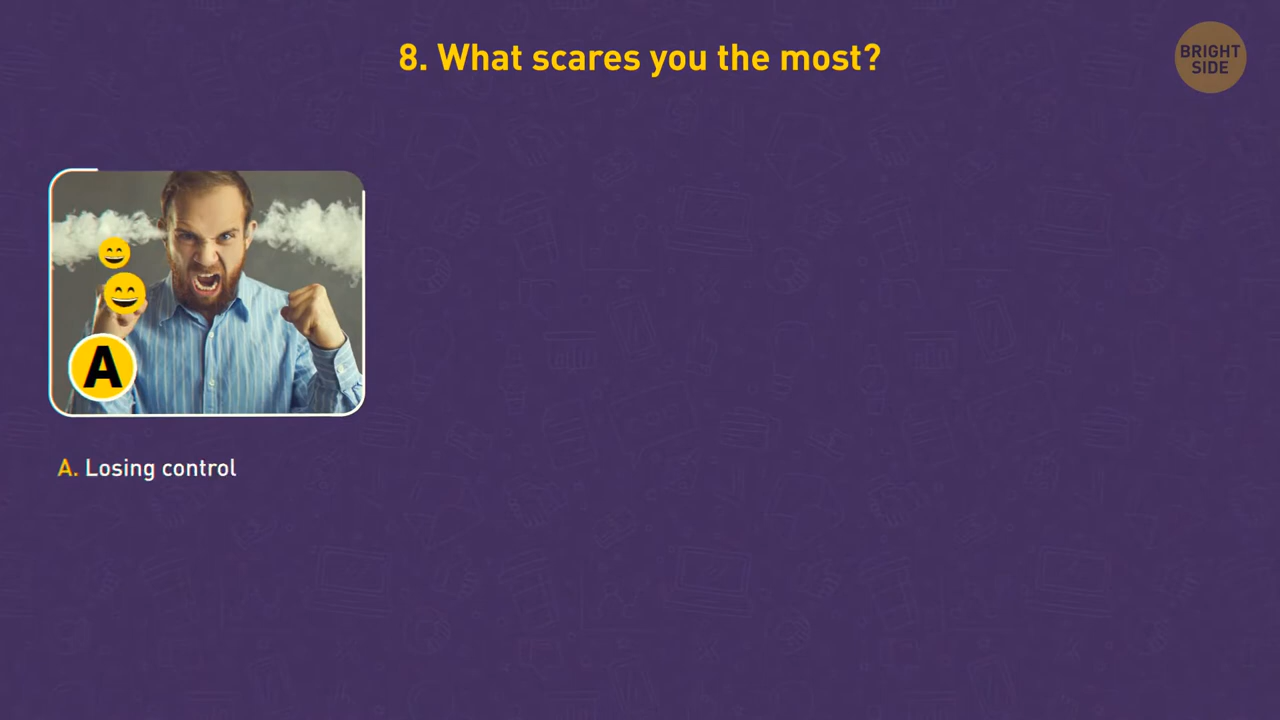 8. What scares you the most?
BRIGHT
SIDE
A
A. Losing control